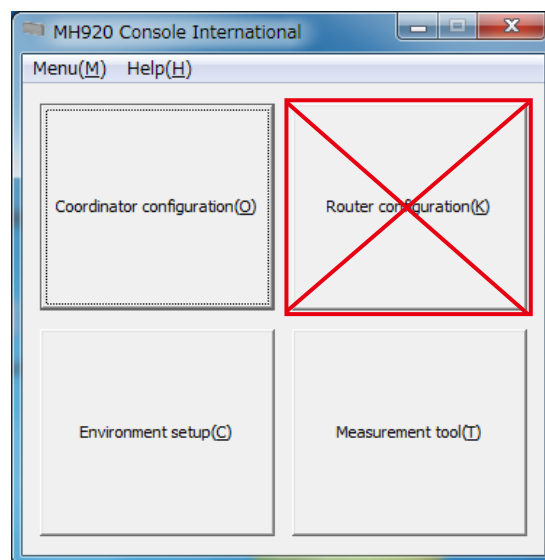 MH920 Console International
Menu(M) Help(H)
Coordinator configuration(O)
Router configuration(K)
Environment setup(C)
Measurement tool(T)